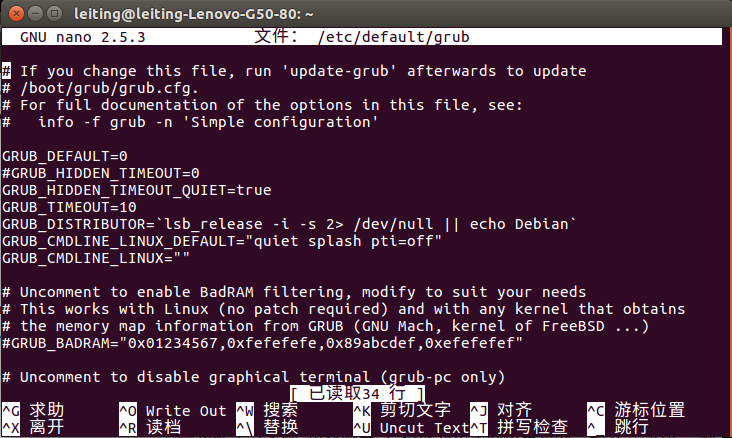 leiting@leiting-Lenovo-G50-80: ~
GNU nano 2.5.3 文件： /etc/default/grub
# If you change this file, run 'update-grub' afterwards to update
# /boot/grub/grub.cfg.
# For full documentation of the options in this file, see:
#   info -f grub -n 'Simple configuration'
GRUB_DEFAULT=0
#GRUB_HIDDEN_TIMEOUT=0
GRUB_HIDDEN_TIMEOUT_QUIET=true
GRUB_TIMEOUT=10
GRUB_DISTRIBUTOR=`lsb_release -i -s 2> /dev/null || echo Debian`
GRUB_CMDLINE_LINUX_DEFAULT="quiet splash pti=off"
GRUB_CMDLINE_LINUX=""
# Uncomment to enable BadRAM filtering, modify to suit your needs
# This works with Linux (no patch required) and with any kernel that obtains
# the memory map information from GRUB (GNU Mach, kernel of FreeBSD ...)
#GRUB_BADRAM="0x01234567,0xfefefefe,0x89abcdef,0xefefefef"
# Uncomment to disable graphical terminal (grub-pc only)
[ 已读取34 行 ]
^G 求助 ^O Write Out ^W 搜索 ^K 剪切文字 ^J 对齐 ^C 游标位置
^X 离开 ^R 读档 ^\ 替换 ^U Uncut Text ^T 拼写检查 ^_ 跳行